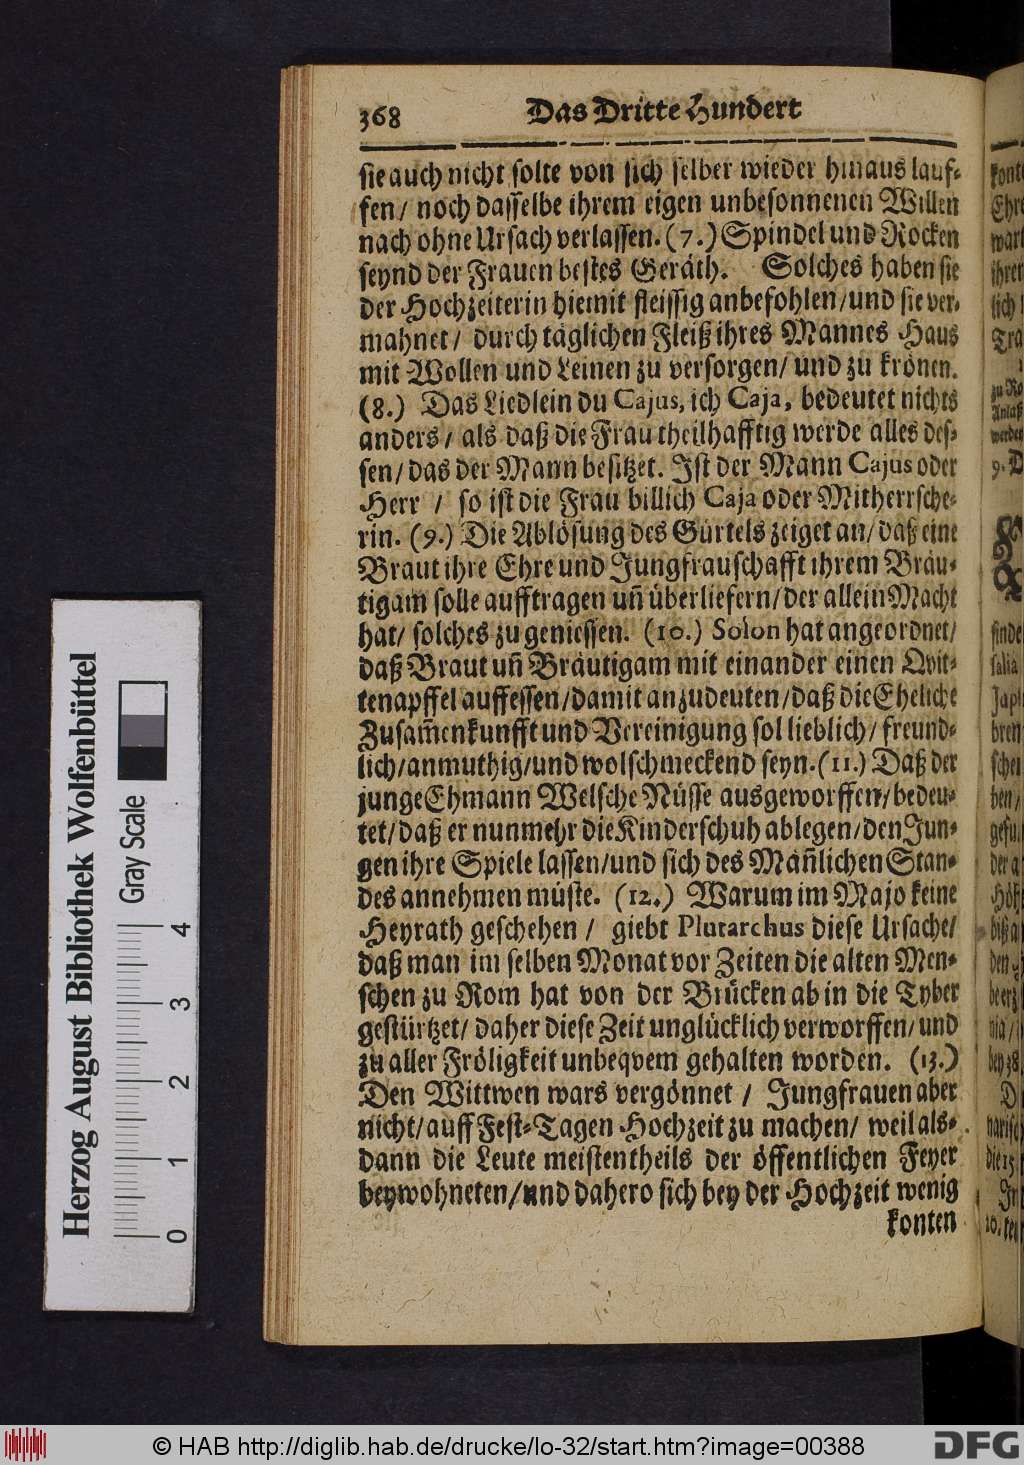 368 Das Dritte Hundert
sie auch nicht solte von sich selber wieder hinaus lauf-
fen/ noch dasselbe ihrem eigen unbesonnenen Willen
nach ohne Ursach verlassen. (7.) Spindel und Rocken
seynd der Frauen bestes Geräth. Solches haben sie
der Hochzeiterin hiemit fleissig anbefohlen/und sie ver-
mahnet/ durch täglichen Fleiß ihres Mannes Haus
mit Wollen und Leinen zu versorgen/ und zu krönen.
(8.) Das Liedlein du Cajus, ich Caja, bedeutet nichts
anders/ als daß die Frau theilhafftig werde alles des-
sen/ das der Mann besitzet. Ist der Mann Cajus oder
Herr / so ist die Frau billich Caja oder Mitherrsche-
rin. (9.) Die Ablösung des Gürtels zeiget an/ daß eine
Braut ihre Ehre und Jungfrauschafft ihrem Bräu-
tigam solle aufftragen uñ überliefern/ der allein Macht
hat/ solches zu geniessen. (10.) Solon hat angeordnet/
daß Braut uñ Bräutigam mit einander einen Qvit-
tenapffel auffessen/damit anzudeuten/daß die Eheliche
Zusam̄enkunfft und Vereinigung sol lieblich/ freund-
lich/anmuthig/und wolschmeckend seyn. (11.) Daß der
junge Ehmann Welsche Nüsse ausgeworffen/ bedeu-
tet/ daß er nunmehr die Kinderschuh ablegen/den Jun-
gen ihre Spiele lassen/und sich des Mañlichen Stan-
des annehmen müste. (12.) Warum im Majo keine
Heyrath geschehen / giebt Plutarchus diese Ursache/
daß man im selben Monat vor Zeiten die alten Men-
schen zu Rom hat von der Brücken ab in die Tyber
gestürtzet/ daher diese Zeit unglücklich verworffen/ und
zu aller Fröligkeit unbeqvem gehalten worden. (13.)
Den Wittwen wars vergönnet / Jungfrauen aber
nicht/ auff Fest-Tagen Hochzeit zu machen/ weil als-
dann die Leute meistentheils der öffentlichen Feyer
beywohneten/und dahero sich bey der Hochzeit wenig
konten
Herzog August Bibliothek Wolfenbüttel
Gray Scale
0 1 2 3 4
© HAB http://diglib.hab.de/drucke/lo-32/start.htm?image=00388
DFG